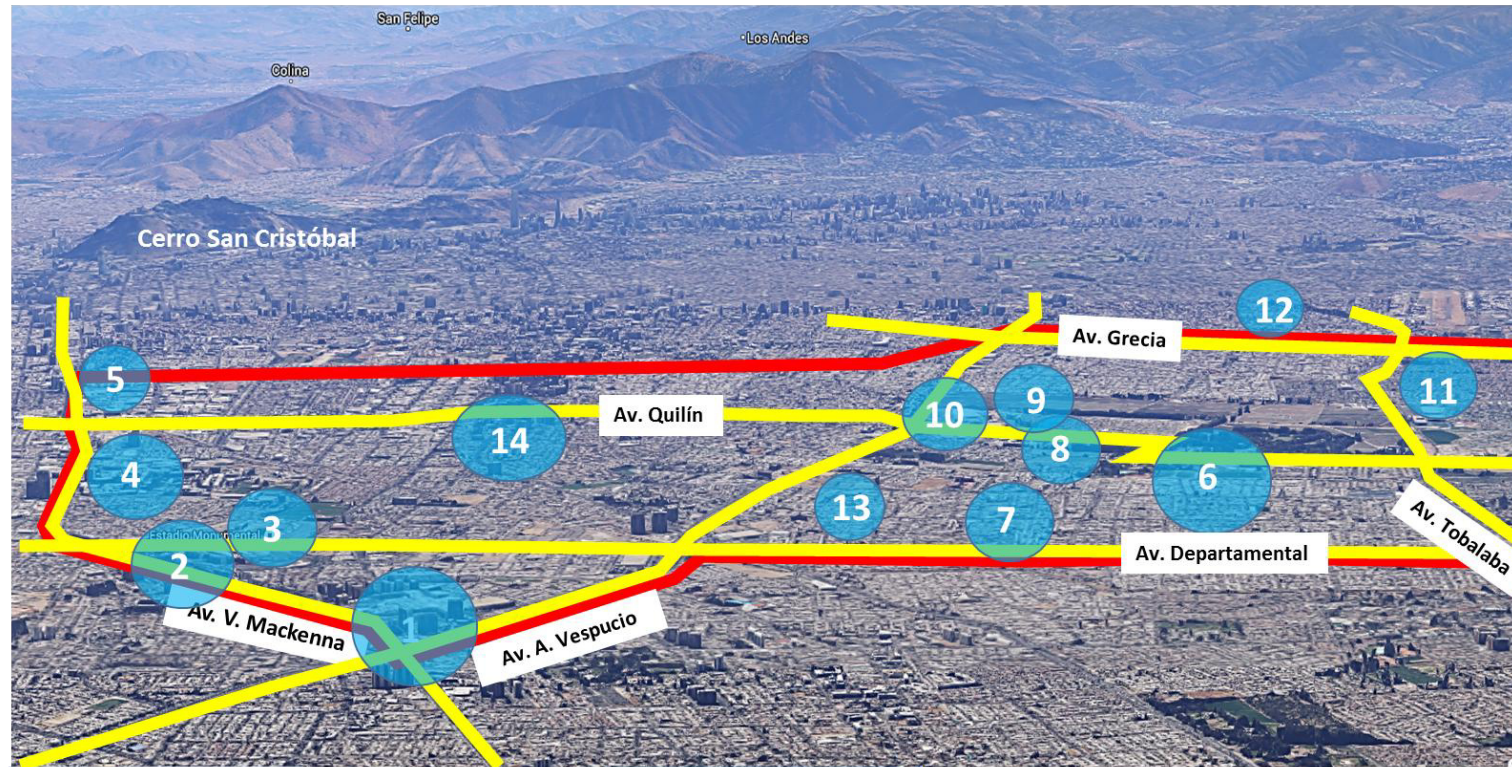 San Felipe
Los Andes
Colina
Cerro San Cristóbal
12
Av. Grecia
5
11
9
10
Av. Quilín
14
8
4
6
13
7
3
Estadio Monumental
Av. Departamental
Av. Tobalaba
2
Av. V. Mackenna
1
Av. A. Vespucio